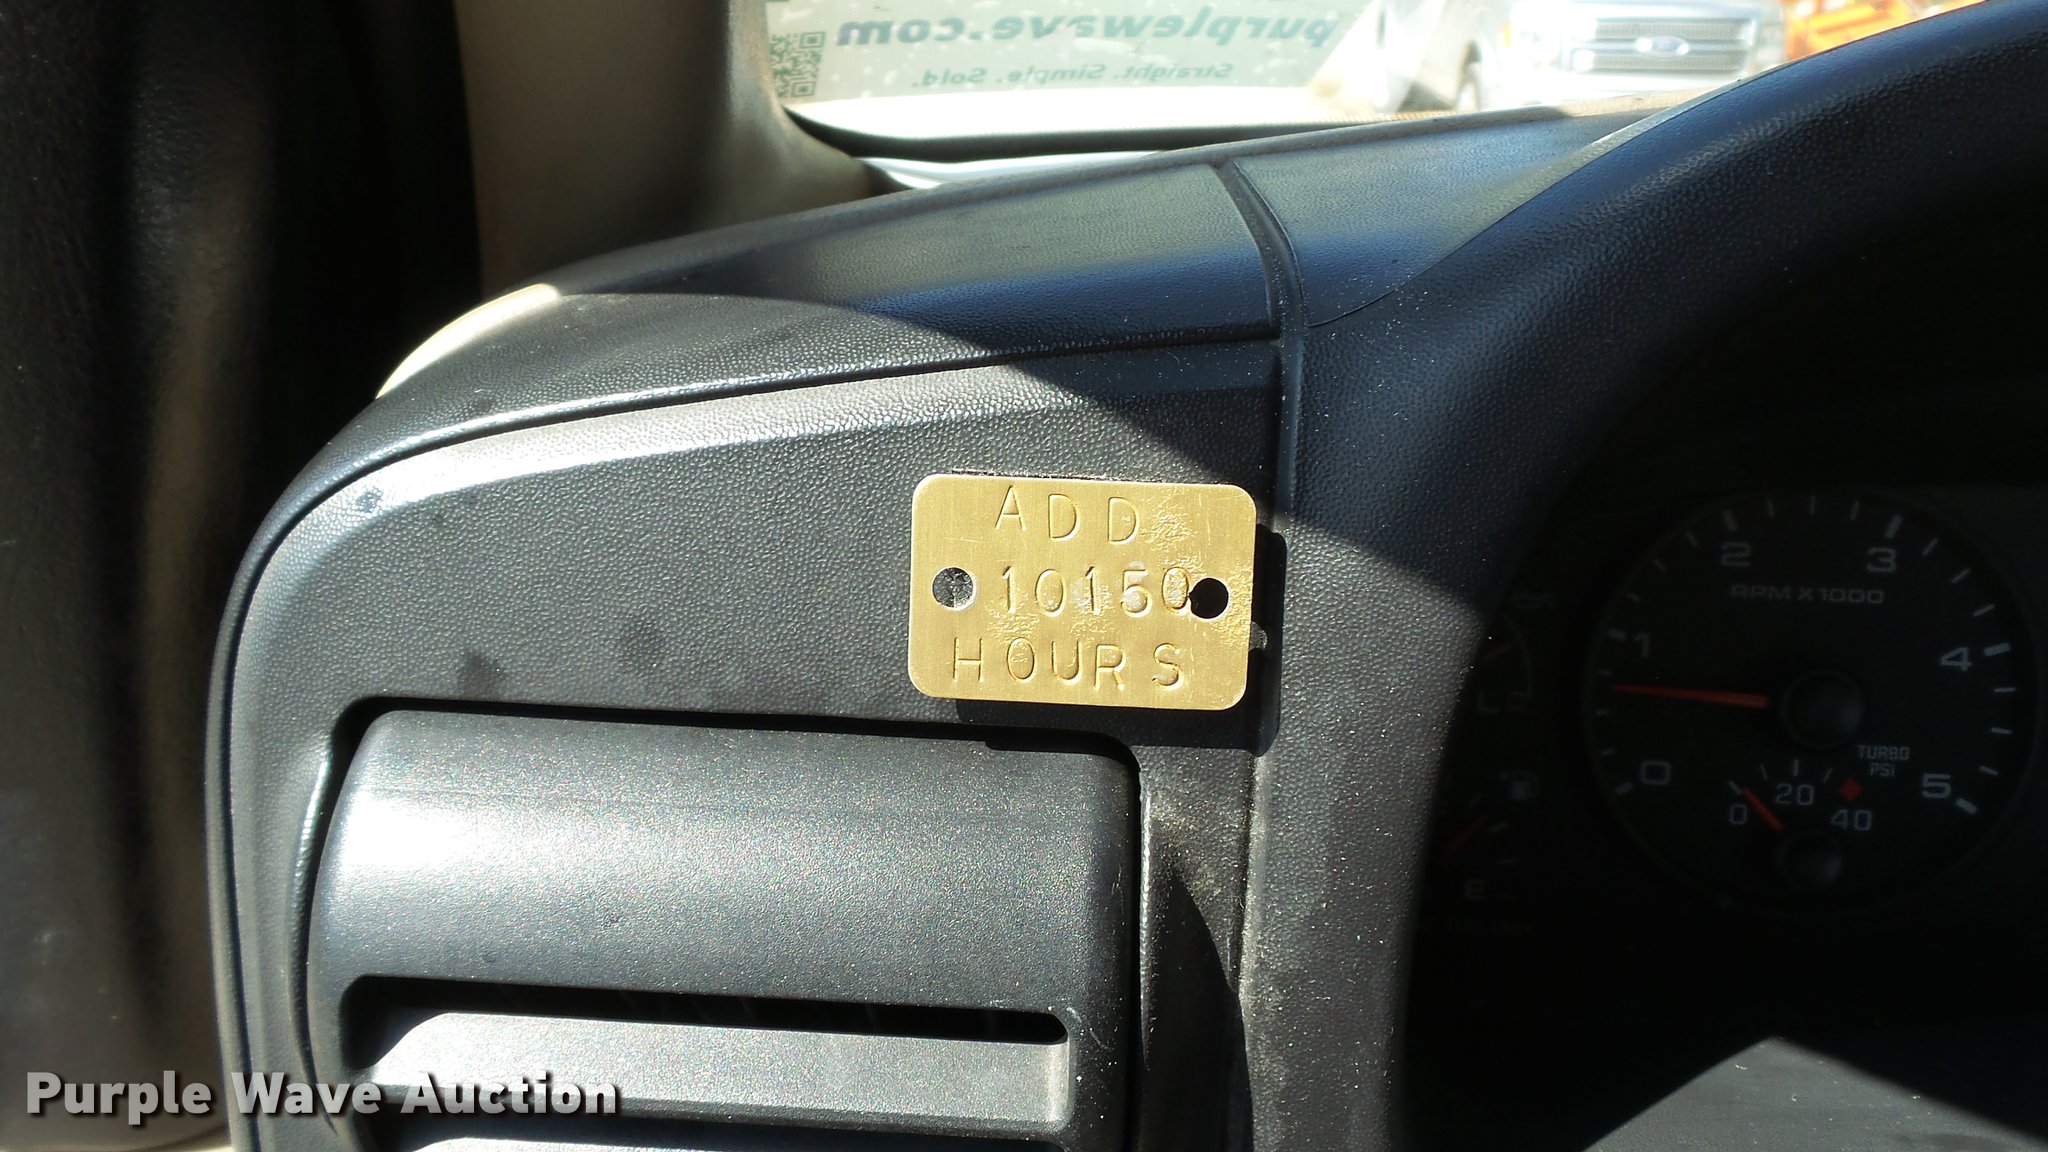 purplewave.com
Straight. Simple. Sold.
ADD
10150
HOURS
2
3
RPM X 1000
1
4
TURBO
PSI
0
5
20
0
40
E
Purple Wave Auction